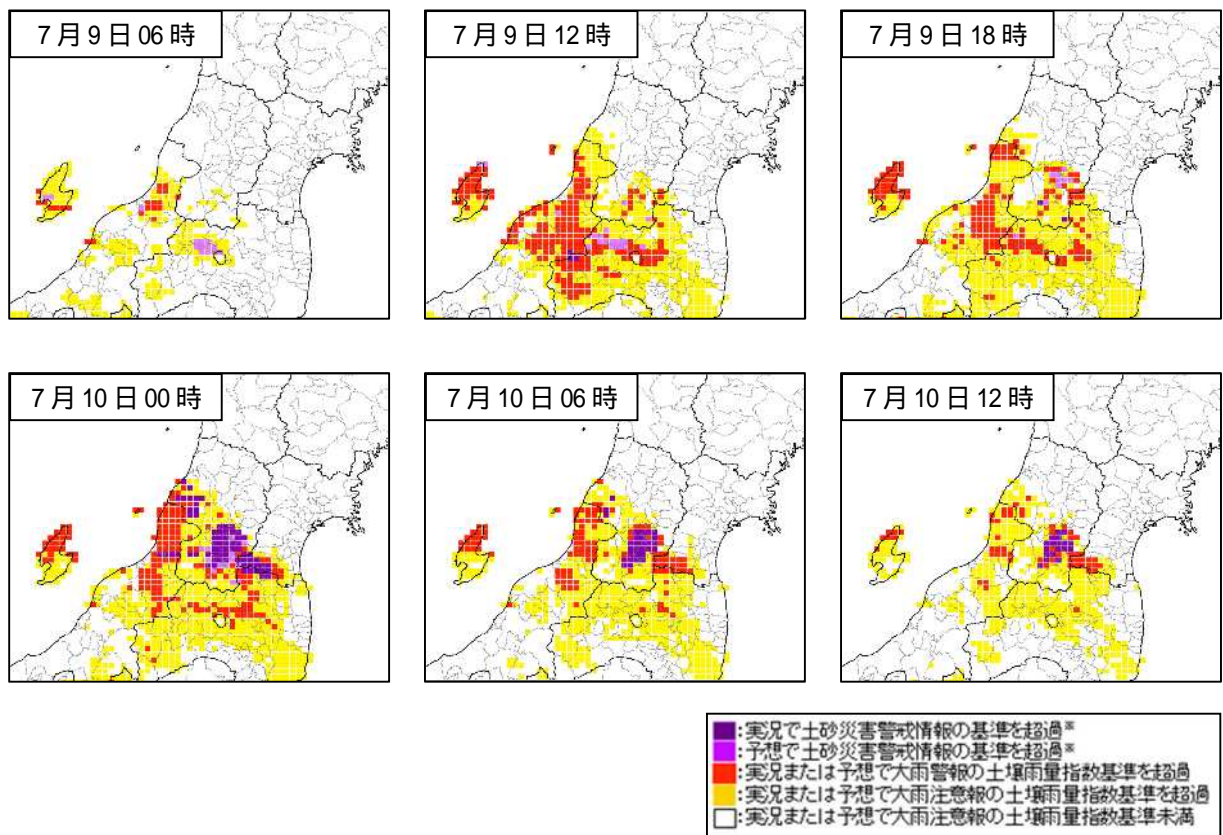 7月9日06時
7月9日12時
7月9日18時
7月10日00時
7月10日06時
7月10日12時
:実況で土砂災害警戒情報の基準を超過※
:予想で土砂災害警戒情報の基準を超過※
:実況または予想で大雨警報の土壌雨量指数基準を超過
:実況または予想で大雨注意報の土壌雨量指数基準を超過
:実況または予想で大雨注意報の土壌雨量指数基準未満